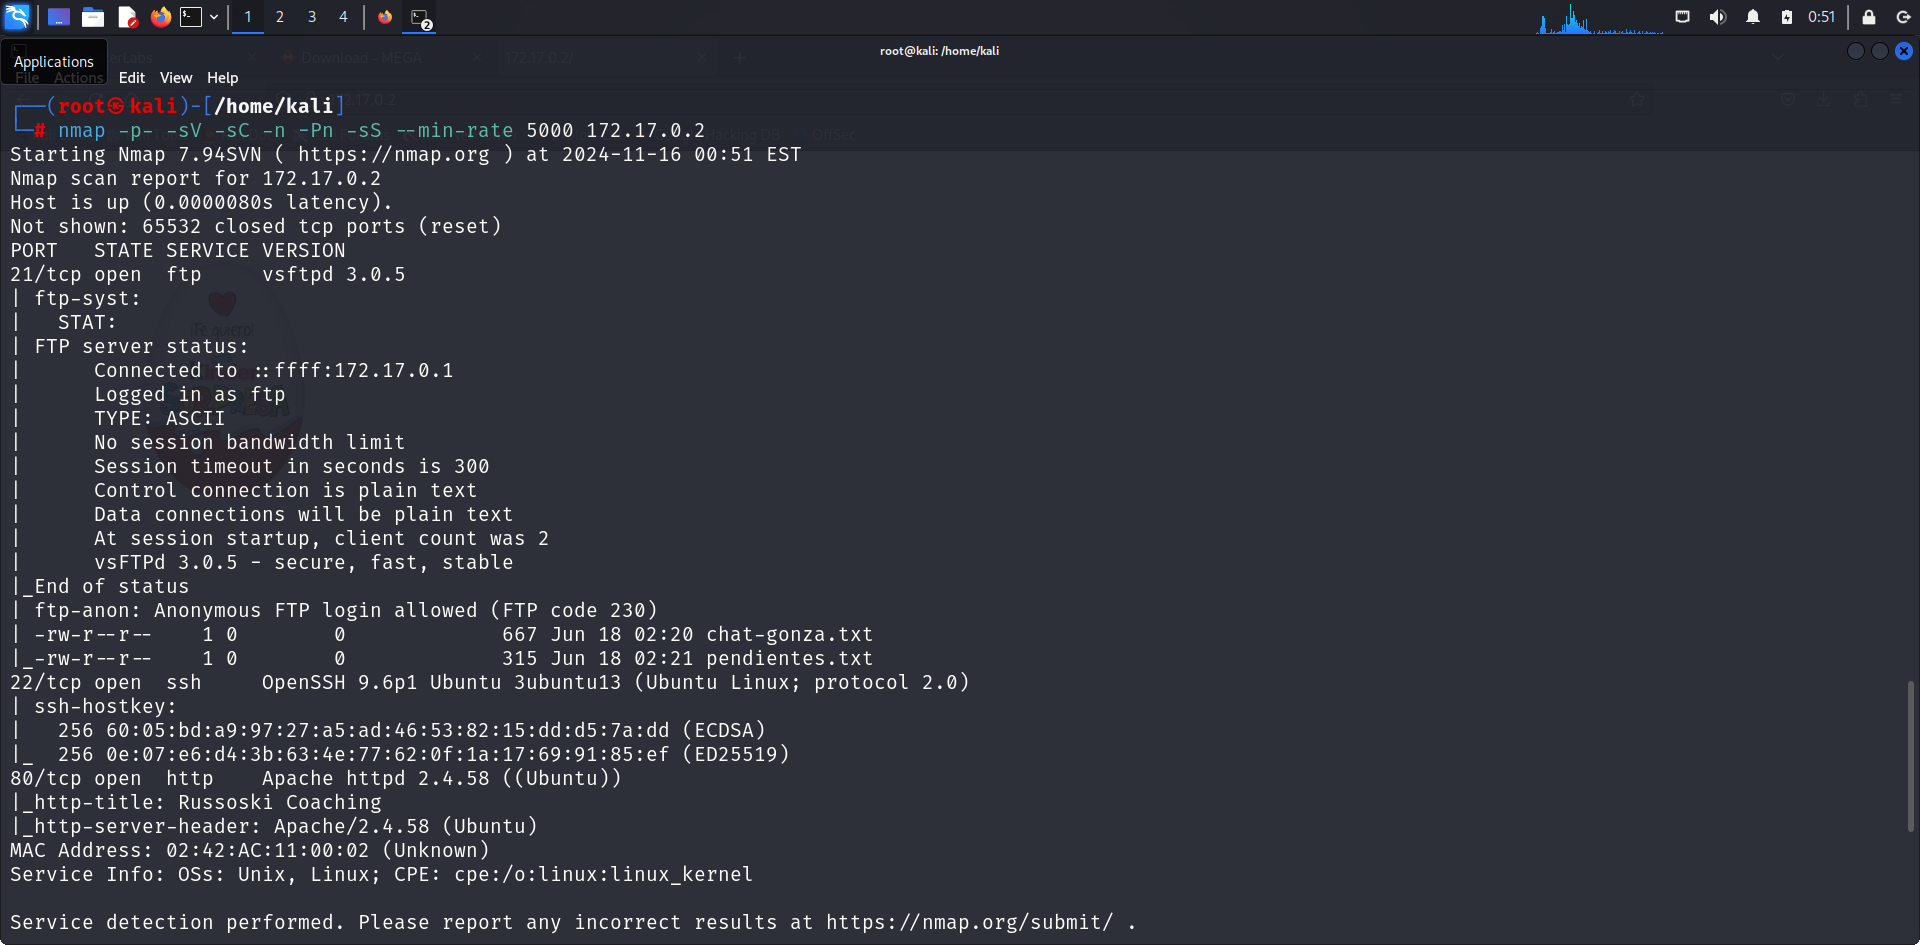 1 2 3 4 2 0:51
Applications
erLabs Download - MEGA 172.17.0.2/ root@kali: /home/kali
File Actions Edit View Help
┌──(root㉿kali)-[/home/kali]
└─# nmap -p- -sV -sC -n -Pn -sS --min-rate 5000 172.17.0.2
Starting Nmap 7.94SVN ( https://nmap.org ) at 2024-11-16 00:51 EST
Nmap scan report for 172.17.0.2
Host is up (0.0000080s latency).
Not shown: 65532 closed tcp ports (reset)
PORT   STATE SERVICE VERSION
21/tcp open  ftp     vsftpd 3.0.5
| ftp-syst:
|   STAT:
| FTP server status:
|      Connected to ::ffff:172.17.0.1
|      Logged in as ftp
|      TYPE: ASCII
|      No session bandwidth limit
|      Session timeout in seconds is 300
|      Control connection is plain text
|      Data connections will be plain text
|      At session startup, client count was 2
|      vsFTPd 3.0.5 - secure, fast, stable
|_End of status
| ftp-anon: Anonymous FTP login allowed (FTP code 230)
| -rw-r--r--    1 0        0             667 Jun 18 02:20 chat-gonza.txt
|_-rw-r--r--    1 0        0             315 Jun 18 02:21 pendientes.txt
22/tcp open  ssh     OpenSSH 9.6p1 Ubuntu 3ubuntu13 (Ubuntu Linux; protocol 2.0)
| ssh-hostkey:
|   256 60:05:bd:a9:97:27:a5:ad:46:53:82:15:dd:d5:7a:dd (ECDSA)
|_  256 0e:07:e6:d4:3b:63:4e:77:62:0f:1a:17:69:91:85:ef (ED25519)
80/tcp open  http    Apache httpd 2.4.58 ((Ubuntu))
|_http-title: Russoski Coaching
|_http-server-header: Apache/2.4.58 (Ubuntu)
MAC Address: 02:42:AC:11:00:02 (Unknown)
Service Info: OSs: Unix, Linux; CPE: cpe:/o:linux:linux_kernel
Service detection performed. Please report any incorrect results at https://nmap.org/submit/ .